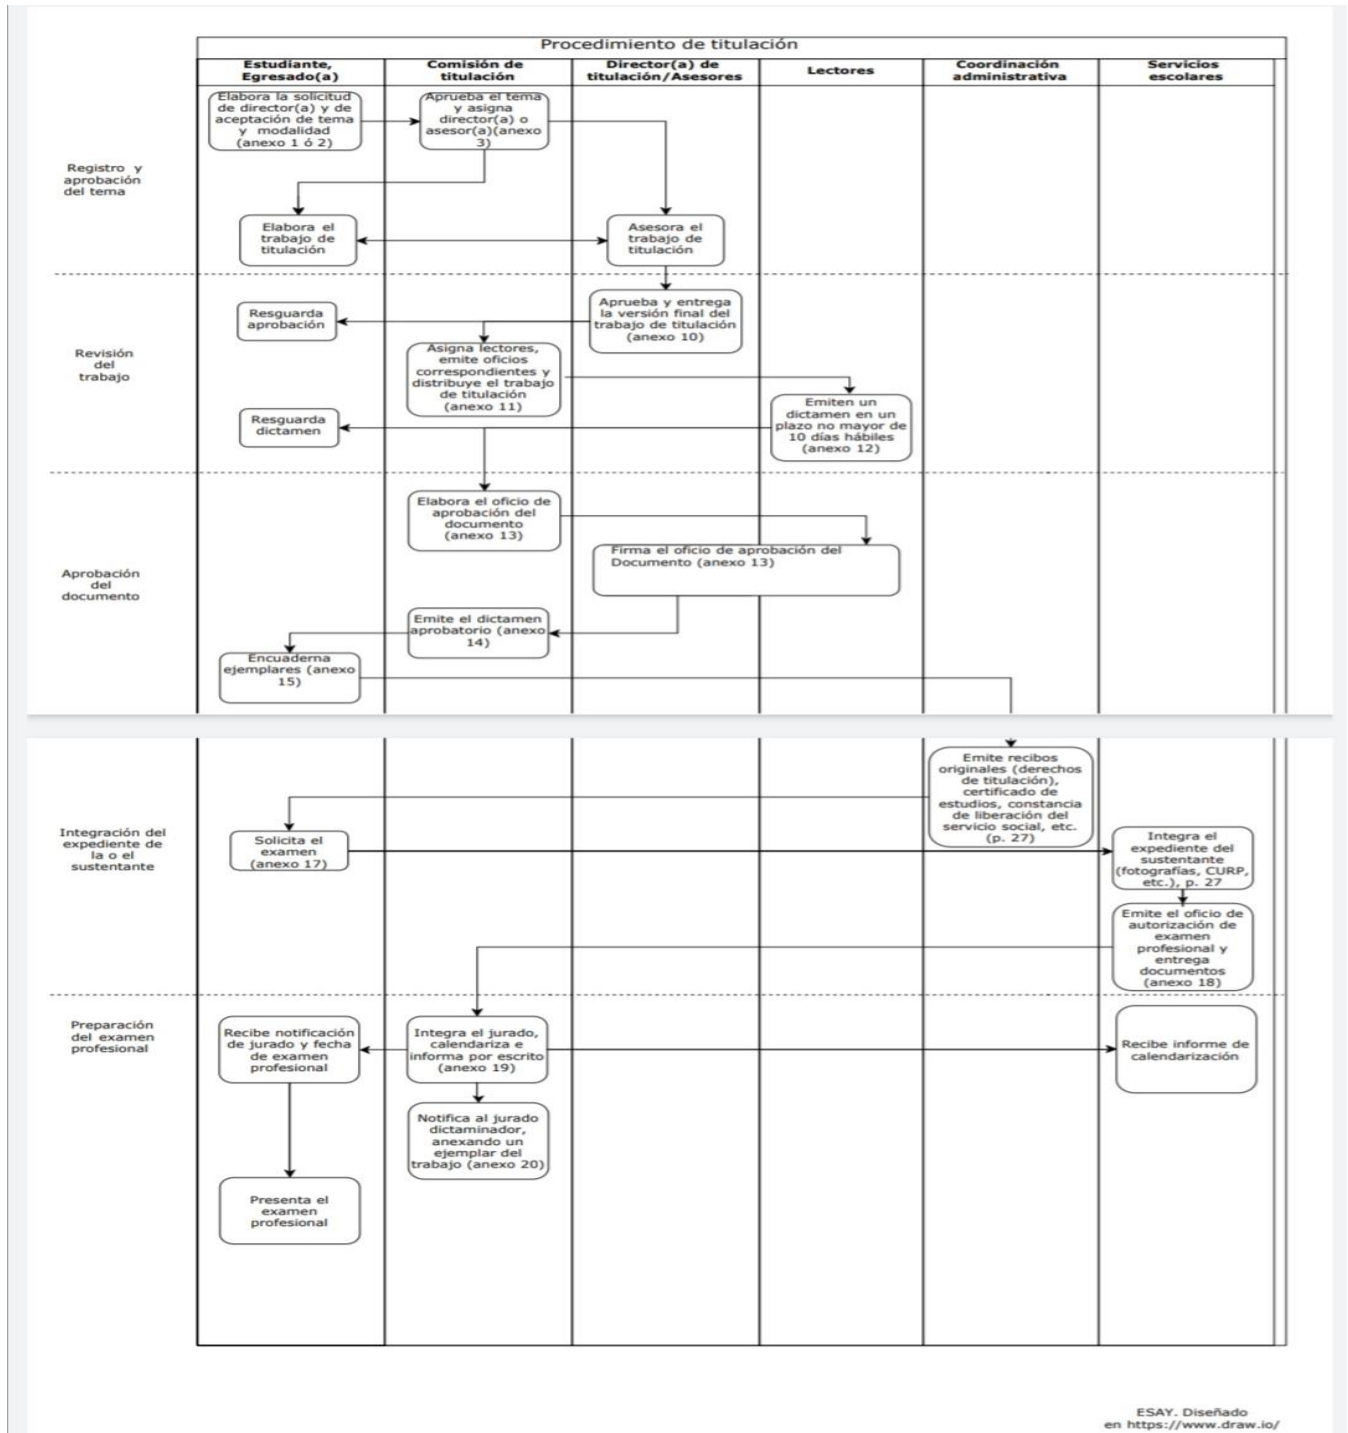 Procedimiento de titulación
Estudiante,
Egresado(a)
Comisión de
titulación
Director(a) de
titulación/Asesores
Lectores
Coordinación
administrativa
Servicios
escolares
Registro y
aprobación
del tema
Elabora la solicitud
de director(a) y de
aceptación de tema
y modalidad
(anexo 1 ó 2)
Aprueba el tema
y asigna
director(a) o
asesor(a)(anexo
3)
Elabora el
trabajo de
titulación
Asesora el
trabajo de
titulación
Revisión
del
trabajo
Resguarda
aprobación
Aprueba y entrega
la versión final del
trabajo de titulación
(anexo 10)
Asigna lectores,
emite oficios
correspondientes y
distribuye el trabajo
de titulación
(anexo 11)
Resguarda
dictamen
Emiten un
dictamen en un
plazo no mayor de
10 días hábiles
(anexo 12)
Aprobación
del
documento
Elabora el oficio de
aprobación del
documento
(anexo 13)
Firma el oficio de aprobación del
Documento (anexo 13)
Emite el dictamen
aprobatorio (anexo
14)
Encuaderna
ejemplares (anexo
15)
Integración del
expediente de
la o el
sustentante
Emite recibos
originales (derechos
de titulación),
certificado de
estudios, constancia
de liberación del
servicio social, etc.
(p. 27)
Solicita el
examen
(anexo 17)
Integra el
expediente del
sustentante
(fotografías, CURP,
etc.), p. 27
Emite el oficio de
autorización de
examen
profesional y
entrega
documentos
(anexo 18)
Preparación
del examen
profesional
Recibe notificación
de jurado y fecha
de examen
profesional
Integra el jurado,
calendariza e
informa por escrito
(anexo 19)
Recibe informe de
calendarización
Notifica al jurado
dictaminador,
anexando un
ejemplar del
trabajo (anexo 20)
Presenta el
examen
profesional
ESAY. Diseñado
en https://www.draw.io/